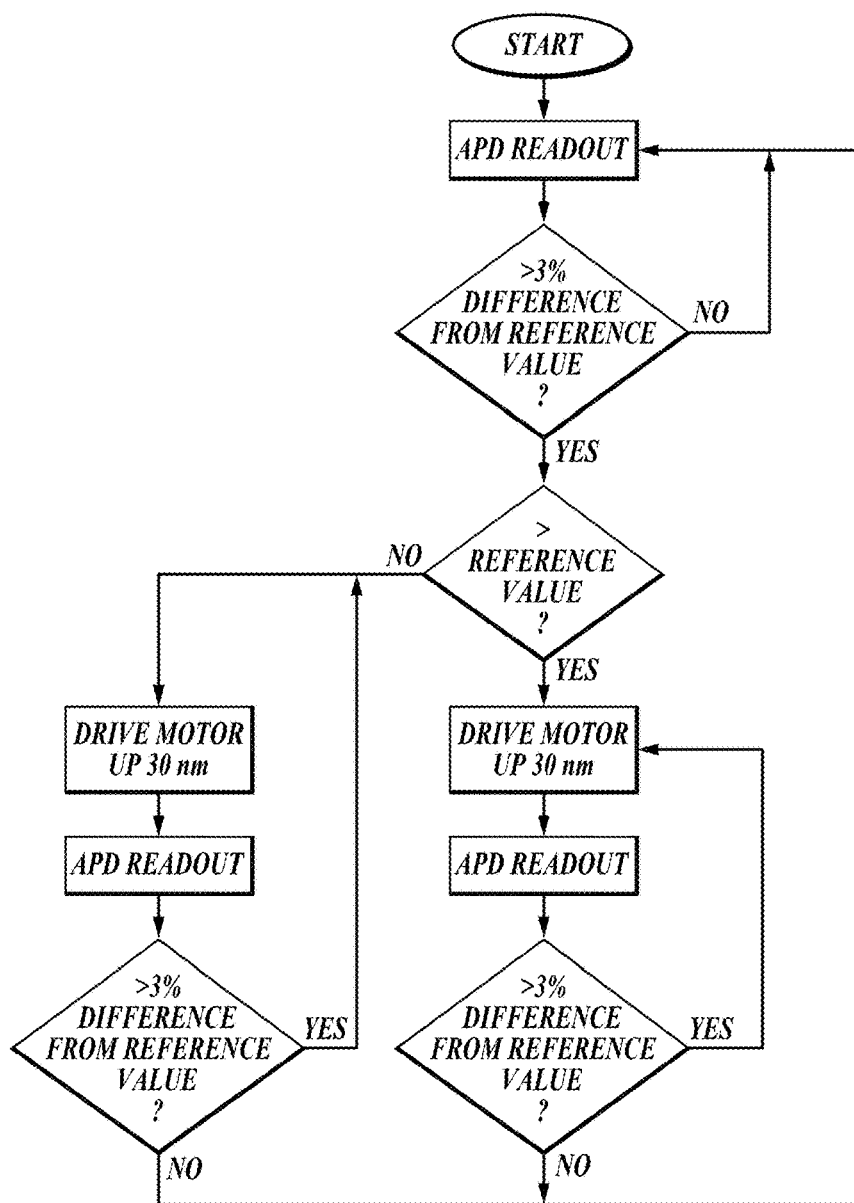 START
APD READOUT
>3%
DIFFERENCE
FROM REFERENCE
VALUE
?
NO
YES
>
REFERENCE
VALUE
?
NO
YES
DRIVE MOTOR
UP 30 nm
APD READOUT
>3%
DIFFERENCE
FROM REFERENCE
VALUE
?
YES
NO
DRIVE MOTOR
UP 30 nm
APD READOUT
>3%
DIFFERENCE
FROM REFERENCE
VALUE
?
YES
NO